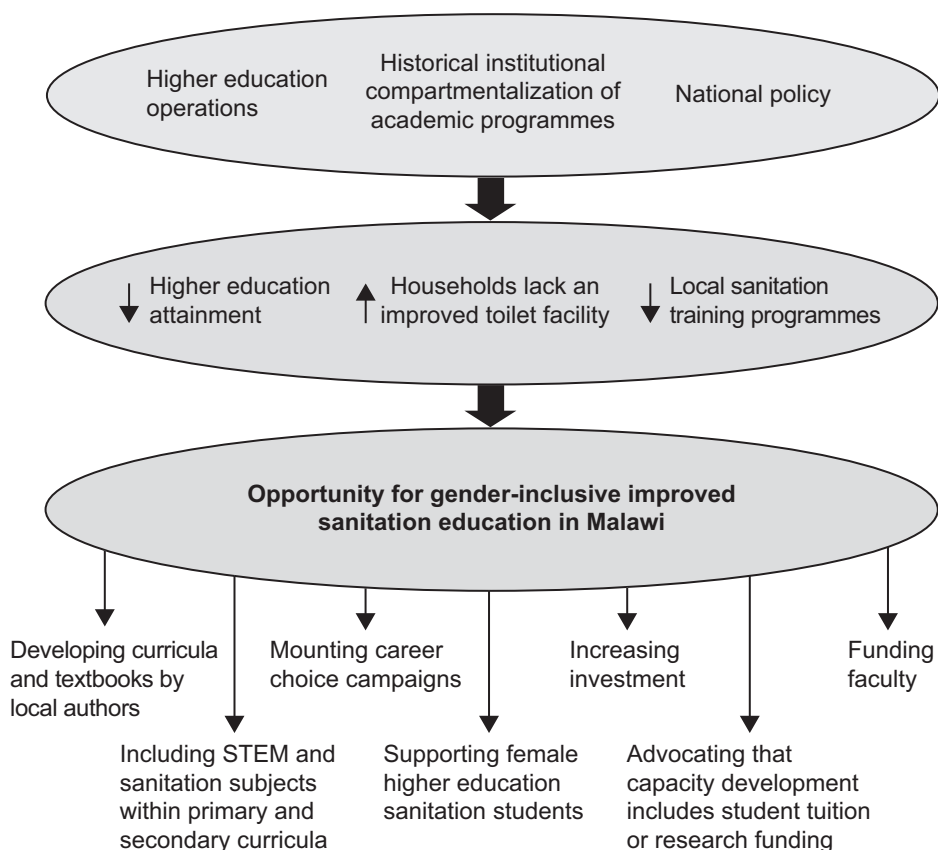 Higher education
operations
Historical institutional
compartmentalization of
academic programmes
National policy
Higher education
attainment
Households lack an
improved toilet facility
Local sanitation
training programmes
Opportunity for gender-inclusive improved
sanitation education in Malawi
Developing curricula
and textbooks by
local authors
Including STEM and
sanitation subjects
within primary and
secondary curricula
Mounting career
choice campaigns
Supporting female
higher education
sanitation students
Increasing
investment
Advocating that
capacity development
includes student tuition
or research funding
Funding
faculty